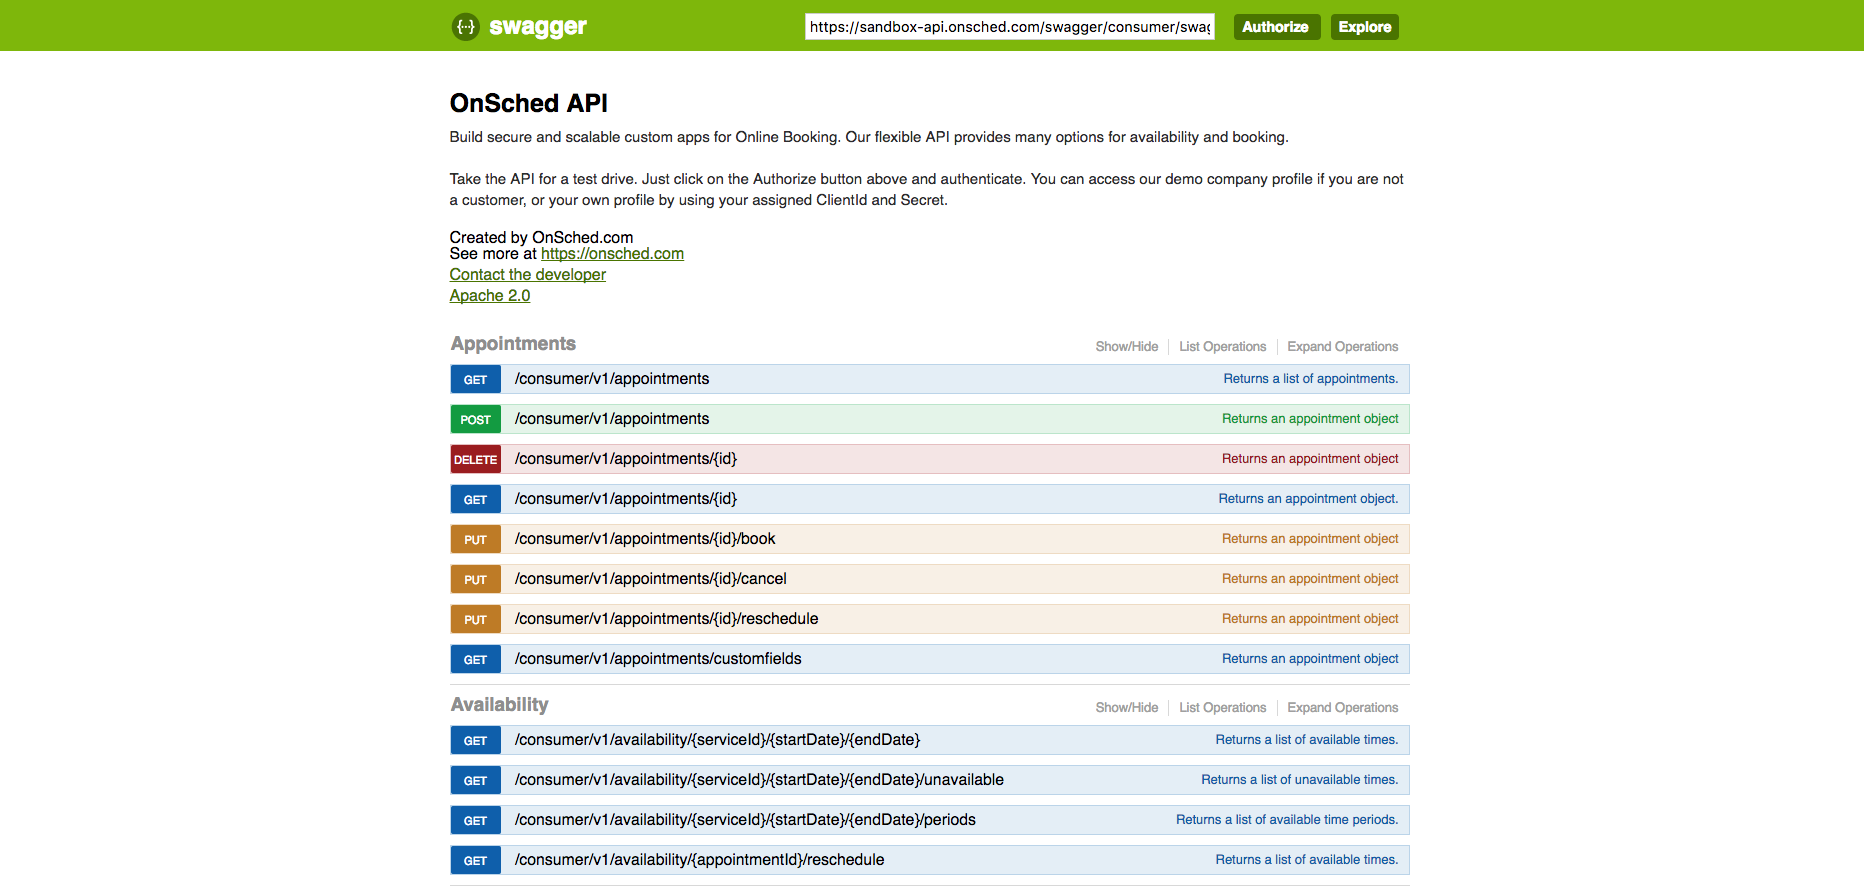 {··} swagger
https://sandbox-api.onsched.com/swagger/consumer/swag
Authorize
Explore
OnSched API
Build secure and scalable custom apps for Online Booking. Our flexible API provides many options for availability and booking.
Take the API for a test drive. Just click on the Authorize button above and authenticate. You can access our demo company profile if you are not
a customer, or your own profile by using your assigned ClientId and Secret.
Created by OnSched.com
See more at https://onsched.com
Contact the developer
Apache 2.0
Appointments Show/Hide List Operations Expand Operations
GET /consumer/v1/appointments Returns a list of appointments.
POST /consumer/v1/appointments Returns an appointment object
DELETE /consumer/v1/appointments/{id} Returns an appointment object
GET /consumer/v1/appointments/{id} Returns an appointment object.
PUT /consumer/v1/appointments/{id}/book Returns an appointment object
PUT /consumer/v1/appointments/{id}/cancel Returns an appointment object
PUT /consumer/v1/appointments/{id}/reschedule Returns an appointment object
GET /consumer/v1/appointments/customfields Returns an appointment object
Availability Show/Hide List Operations Expand Operations
GET /consumer/v1/availability/{serviceId}/{startDate}/{endDate} Returns a list of available times.
GET /consumer/v1/availability/{serviceId}/{startDate}/{endDate}/unavailable Returns a list of unavailable times.
GET /consumer/v1/availability/{serviceId}/{startDate}/{endDate}/periods Returns a list of available time periods.
GET /consumer/v1/availability/{appointmentId}/reschedule Returns a list of available times.